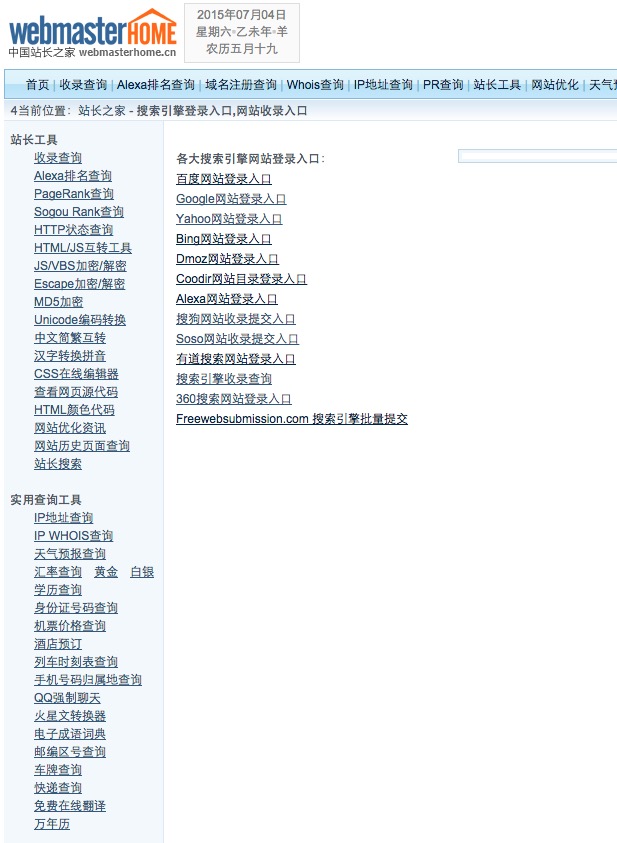 webmasterHOME
中国站长之家 webmasterhome.cn
2015年07月04日
星期六·乙未年·羊
农历五月十九
首页 | 收录查询 | Alexa排名查询 | 域名注册查询 | Whois查询 | IP地址查询 | PR查询 | 站长工具 | 网站优化 | 天气
4当前位置: 站长之家 - 搜索引擎登录入口,网站收录入口
站长工具
收录查询
Alexa排名查询
PageRank查询
Sogou Rank查询
HTTP状态查询
HTML/JS互转工具
JS/VBS加密/解密
Escape加密/解密
MD5加密
Unicode编码转换
中文简繁互转
汉字转换拼音
CSS在线编辑器
查看网页源代码
HTML颜色代码
网站优化资讯
网站历史页面查询
站长搜索
实用查询工具
IP地址查询
IP WHOIS查询
天气预报查询
汇率查询 黄金 白银
学历查询
身份证号码查询
机票价格查询
酒店预订
列车时刻表查询
手机号码归属地查询
QQ强制聊天
火星文转换器
电子成语词典
邮编区号查询
车牌查询
快递查询
免费在线翻译
万年历
各大搜索引擎网站登录入口:
百度网站登录入口
Google网站登录入口
Yahoo网站登录入口
Bing网站登录入口
Dmoz网站登录入口
Coodir网站目录登录入口
Alexa网站登录入口
搜狗网站收录提交入口
Soso网站收录提交入口
有道搜索网站登录入口
搜索引擎收录查询
360搜索网站登录入口
Freewebsubmission.com 搜索引擎批量提交